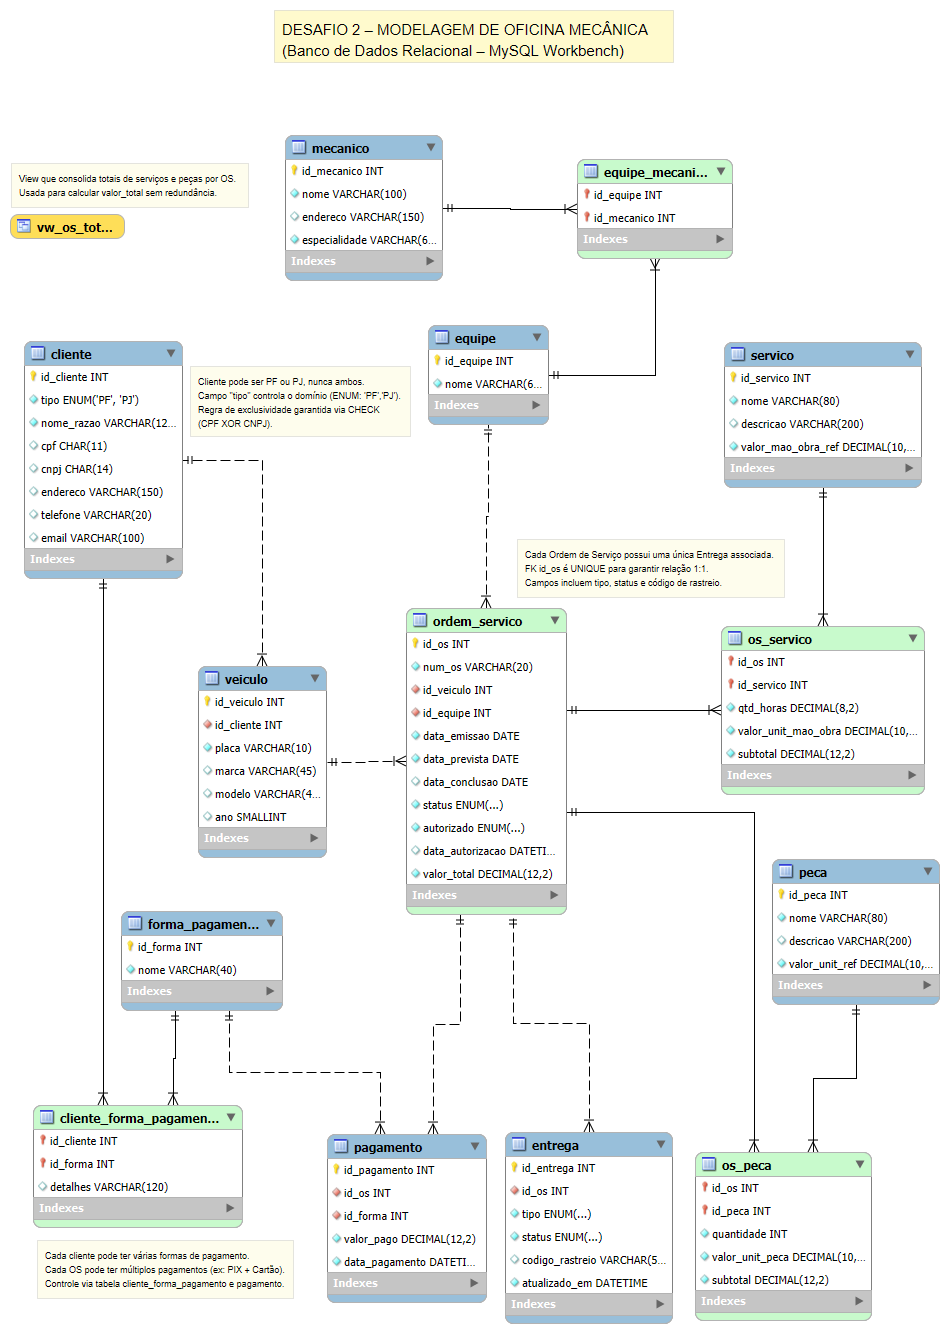 DESAFIO 2 – MODELAGEM DE OFICINA MECÂNICA
(Banco de Dados Relacional – MySQL Workbench)
mecanico
id_mecanico INT
nome VARCHAR(100)
endereco VARCHAR(150)
especialidade VARCHAR(6...
Indexes
equipe_mecani...
id_equipe INT
id_mecanico INT
Indexes
View que consolida totais de serviços e peças por OS.
Usada para calcular valor_total sem redundância.
vw_os_tot...
equipe
id_equipe INT
nome VARCHAR(6...
Indexes
cliente
id_cliente INT
tipo ENUM('PF', 'PJ')
nome_razao VARCHAR(12...
cpf CHAR(11)
cnpj CHAR(14)
endereco VARCHAR(150)
telefone VARCHAR(20)
email VARCHAR(100)
Indexes
Cliente pode ser PF ou PJ, nunca ambos.
Campo "tipo" controla o domínio (ENUM: 'PF','PJ').
Regra de exclusividade garantida via CHECK
(CPF XOR CNPJ).
servico
id_servico INT
nome VARCHAR(80)
descricao VARCHAR(200)
valor_mao_obra_ref DECIMAL(10,...
Indexes
Cada Ordem de Serviço possui uma única Entrega associada.
FK id_os é UNIQUE para garantir relação 1:1.
Campos incluem tipo, status e código de rastreio.
ordem_servico
id_os INT
num_os VARCHAR(20)
id_veiculo INT
id_equipe INT
data_emissao DATE
data_prevista DATE
data_conclusao DATE
status ENUM(...)
autorizado ENUM(...)
data_autorizacao DATETI...
valor_total DECIMAL(12,2)
Indexes
os_servico
id_os INT
id_servico INT
qtd_horas DECIMAL(8,2)
valor_unit_mao_obra DECIMAL(10,...
subtotal DECIMAL(12,2)
Indexes
veiculo
id_veiculo INT
id_cliente INT
placa VARCHAR(10)
marca VARCHAR(45)
modelo VARCHAR(4...
ano SMALLINT
Indexes
peca
id_peca INT
nome VARCHAR(80)
descricao VARCHAR(200)
valor_unit_ref DECIMAL(10,...
Indexes
forma_pagamen...
id_forma INT
nome VARCHAR(40)
Indexes
cliente_forma_pagamen...
id_cliente INT
id_forma INT
detalhes VARCHAR(120)
Indexes
pagamento
id_pagamento INT
id_os INT
id_forma INT
valor_pago DECIMAL(12,2)
data_pagamento DATETI...
Indexes
entrega
id_entrega INT
id_os INT
tipo ENUM(...)
status ENUM(...)
codigo_rastreio VARCHAR(5...
atualizado_em DATETIME
Indexes
os_peca
id_os INT
id_peca INT
quantidade INT
valor_unit_peca DECIMAL(10,...
subtotal DECIMAL(12,2)
Indexes
Cada cliente pode ter várias formas de pagamento.
Cada OS pode ter múltiplos pagamentos (ex: PIX + Cartão).
Controle via tabela cliente_forma_pagamento e pagamento.